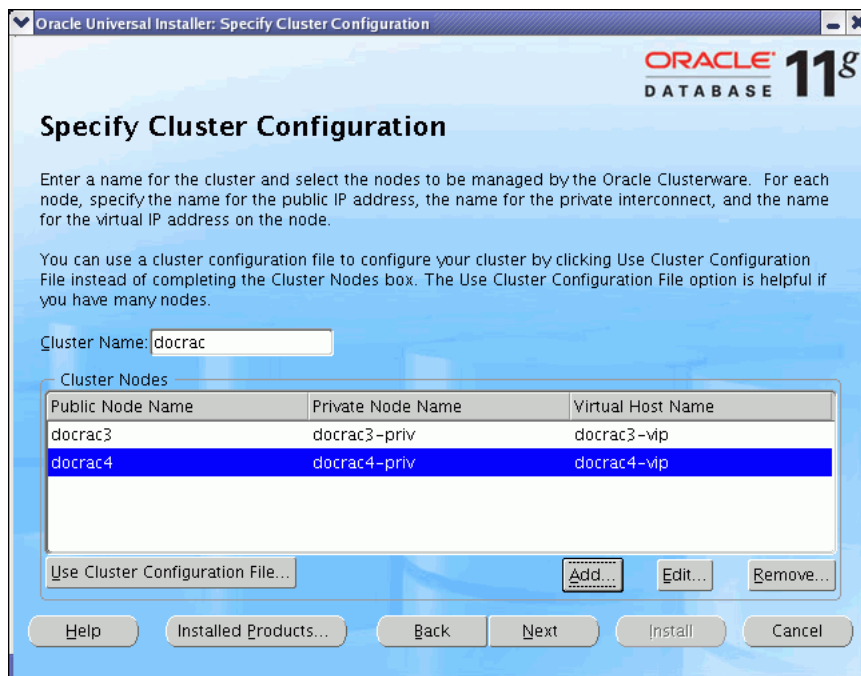 Oracle Universal Installer: Specify Cluster Configuration
ORACLE® 11g
DATABASE
Specify Cluster Configuration
Enter a name for the cluster and select the nodes to be managed by the Oracle Clusterware. For each
node, specify the name for the public IP address, the name for the private interconnect, and the name
for the virtual IP address on the node.
You can use a cluster configuration file to configure your cluster by clicking Use Cluster Configuration
File instead of completing the Cluster Nodes box. The Use Cluster Configuration File option is helpful if
you have many nodes.
Cluster Name: docrac
Cluster Nodes
Public Node Name Private Node Name Virtual Host Name
docrac3 docrac3-priv docrac3-vip
docrac4 docrac4-priv docrac4-vip
Use Cluster Configuration File... Add... Edit... Remove...
Help Installed Products... Back Next Install Cancel